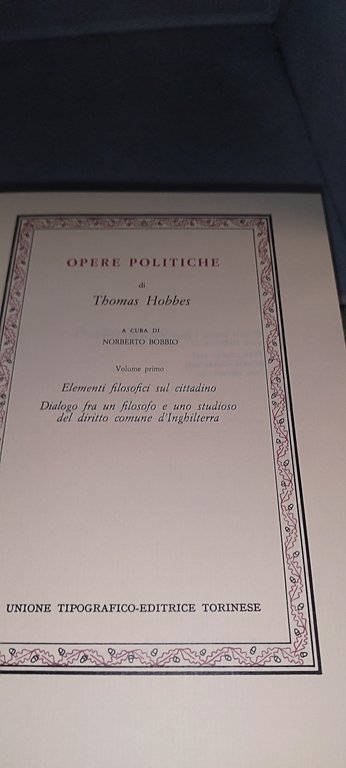 OPERE POLITICHE
di
Thomas Hobbes
A CURA DI
NORBERTO BOBBIO
Volume primo
Elementi filosofici sul cittadino
Dialogo fra un filosofo e uno studioso
del diritto comune d'Inghilterra
UNIONE TIPOGRAFICO-EDITRICE TORINESE